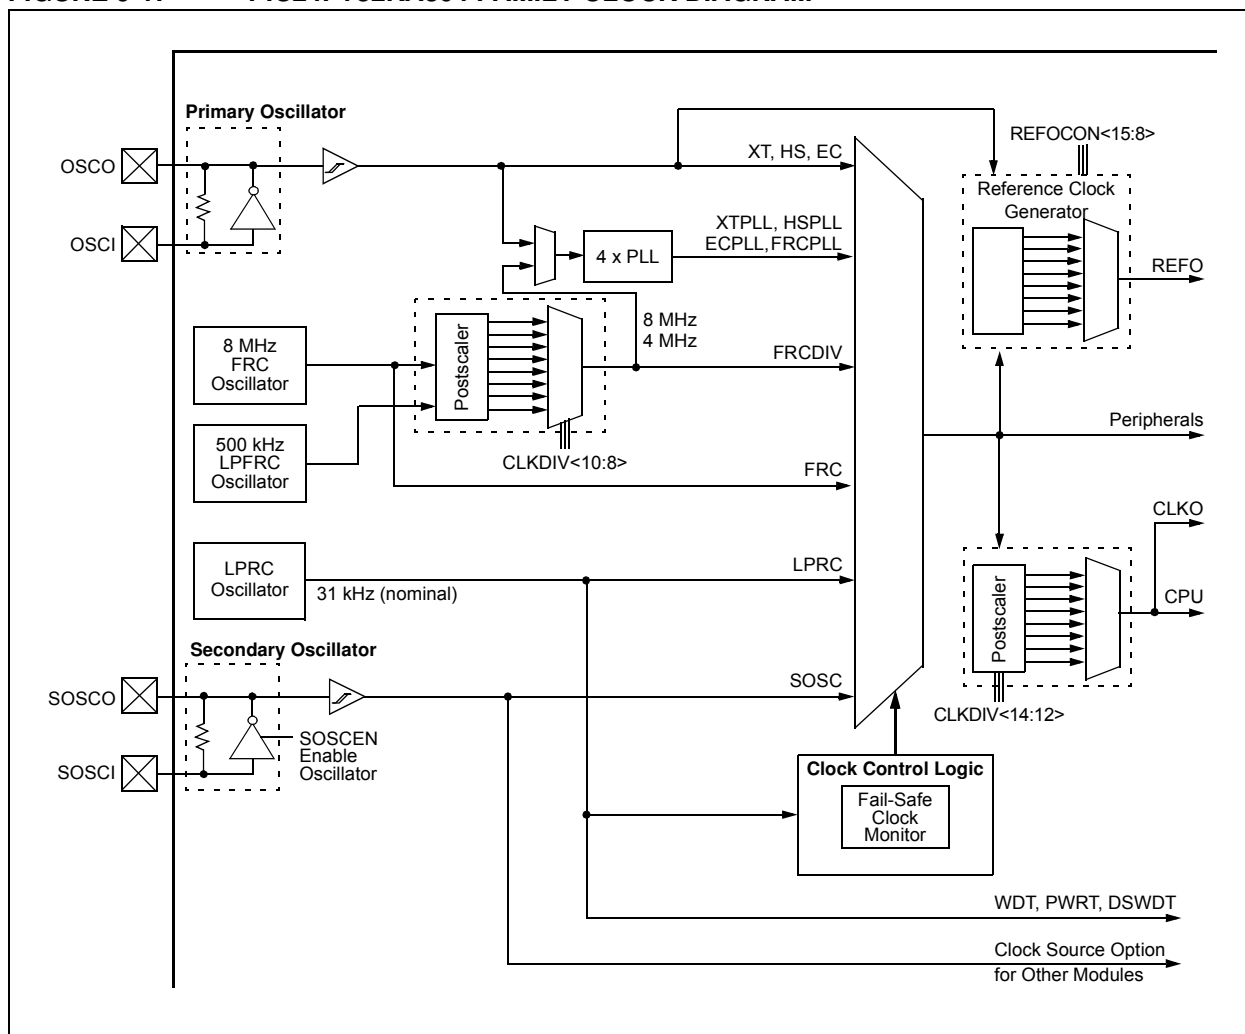 Primary Oscillator
OSCO
OSCI
XT, HS, EC
REFOCON<15:8>
Reference Clock
Generator
REFO
XTPLL, HSPLL
ECPLL,FRCPLL
4 x PLL
8 MHz
FRC
Oscillator
500 kHz
LPFRC
Oscillator
Postscaler
CLKDIV<10:8>
8 MHz
4 MHz
FRCDIV
Peripherals
FRC
CLKO
LPRC
Oscillator
31 kHz (nominal)
LPRC
Postscaler
CPU
CLKDIV<14:12>
Secondary Oscillator
SOSCO
SOSCI
SOSCEN
Enable
Oscillator
SOSC
Clock Control Logic
Fail-Safe
Clock
Monitor
WDT, PWRT, DSWDT
Clock Source Option
for Other Modules